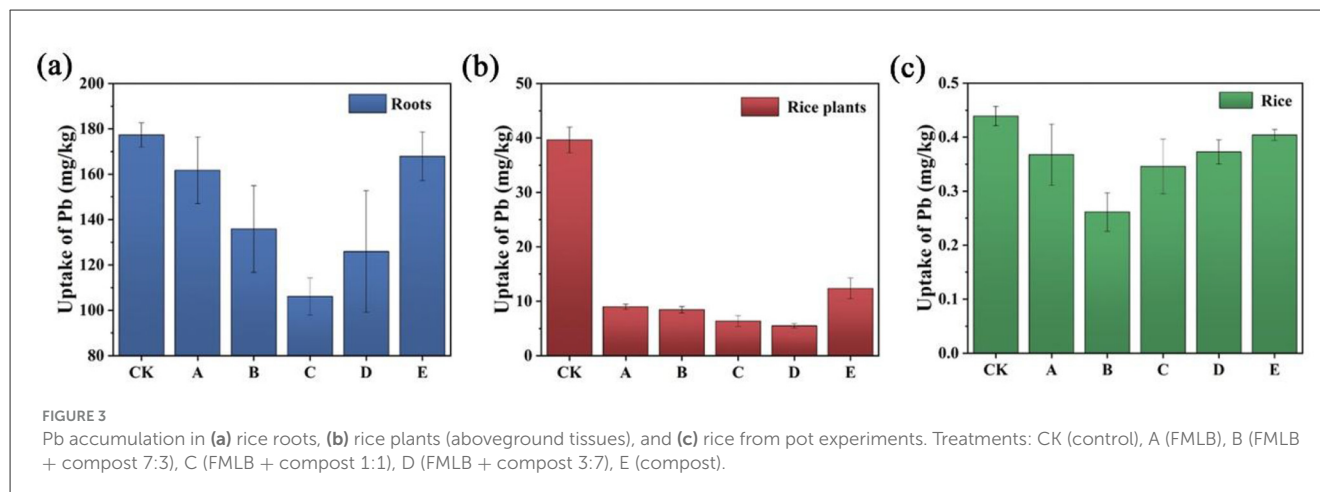 (a)
200
180
160
140
120
100
80
Uptake of Pb (mg/kg)
Roots
CK A B C D E
(b)
50
40
30
20
10
0
Uptake of Pb (mg/kg)
Rice plants
CK A B C D E
(c)
0.5
0.4
0.3
0.2
0.1
0.0
Uptake of Pb (mg/kg)
Rice
CK A B C D E
FIGURE 3
Pb accumulation in (a) rice roots, (b) rice plants (aboveground tissues), and (c) rice from pot experiments. Treatments: CK (control), A (FMLB), B (FMLB
+ compost 7:3), C (FMLB + compost 1:1), D (FMLB + compost 3:7), E (compost).